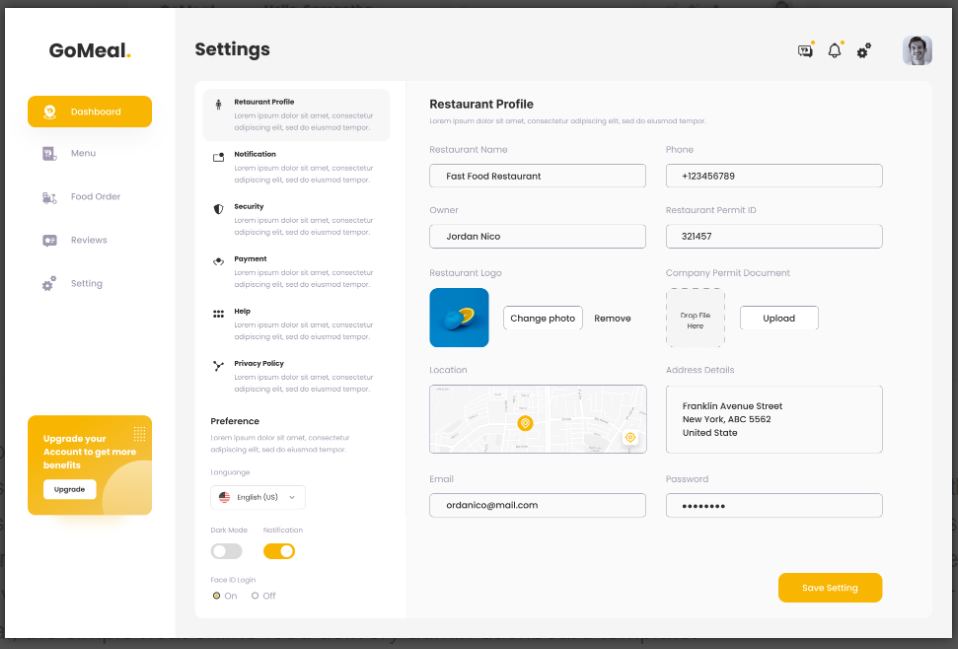 GoMeal.
Dashboard
Menu
Food Order
Reviews
Setting
Upgrade your
Account to get more
benefits
Upgrade
Settings
Retaurant Profile
Lorem ipsum dolor sit amet, consectetur
adipiscing elit, sed do eiusmod tempor.
Notification
Lorem ipsum dolor sit amet, consectetur
adipiscing elit, sed do eiusmod tempor.
Security
Lorem ipsum dolor sit amet, consectetur
adipiscing elit, sed do eiusmod tempor.
Payment
Lorem ipsum dolor sit amet, consectetur
adipiscing elit, sed do eiusmod tempor.
Help
Lorem ipsum dolor sit amet, consectetur
adipiscing elit, sed do eiusmod tempor.
Privacy Policy
Lorem ipsum dolor sit amet, consectetur
adipiscing elit, sed do eiusmod tempor.
Preference
Lorem ipsum dolor sit amet, consectetur
adipiscing elit, sed do eiusmod tempor.
Languange
English (US)
Dark Mode Notification
Face ID Login
On Off
Restaurant Profile
Lorem ipsum dolor sit amet, consectetur adipiscing elit, sed do eiusmod tempor.
Restaurant Name Phone
Fast Food Restaurant +123456789
Owner Restaurant Permit ID
Jordan Nico 321457
Restaurant Logo Company Permit Document
Change photo Remove
Drop File
Here
Upload
Location Address Details
Franklin Avenue Street
New York, ABC 5562
United State
Email Password
ordanico@mail.com ••••••••
Save Setting